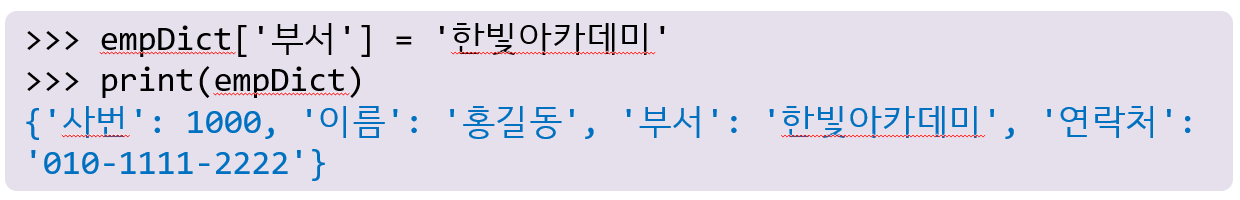 >>> empDict['부서'] = '한빛아카데미'
>>> print(empDict)
{'사번': 1000, '이름': '홍길동', '부서': '한빛아카데미', '연락처':
'010-1111-2222'}